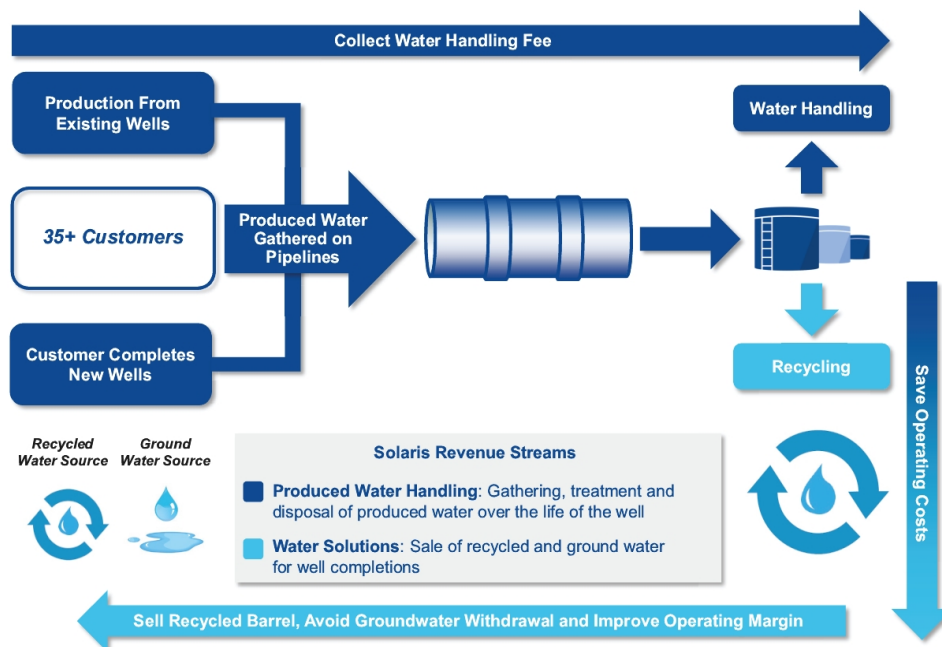 Collect Water Handling Fee
Production From
Existing Wells
Water Handling
35+ Customers
Produced Water
Gathered on
Pipelines
Customer Completes
New Wells
Recycling
Save Operating Costs
Recycled
Water Source
Ground
Water Source
Solaris Revenue Streams
Produced Water Handling: Gathering, treatment and
disposal of produced water over the life of the well
Water Solutions: Sale of recycled and ground water
for well completions
Sell Recycled Barrel, Avoid Groundwater Withdrawal and Improve Operating Margin